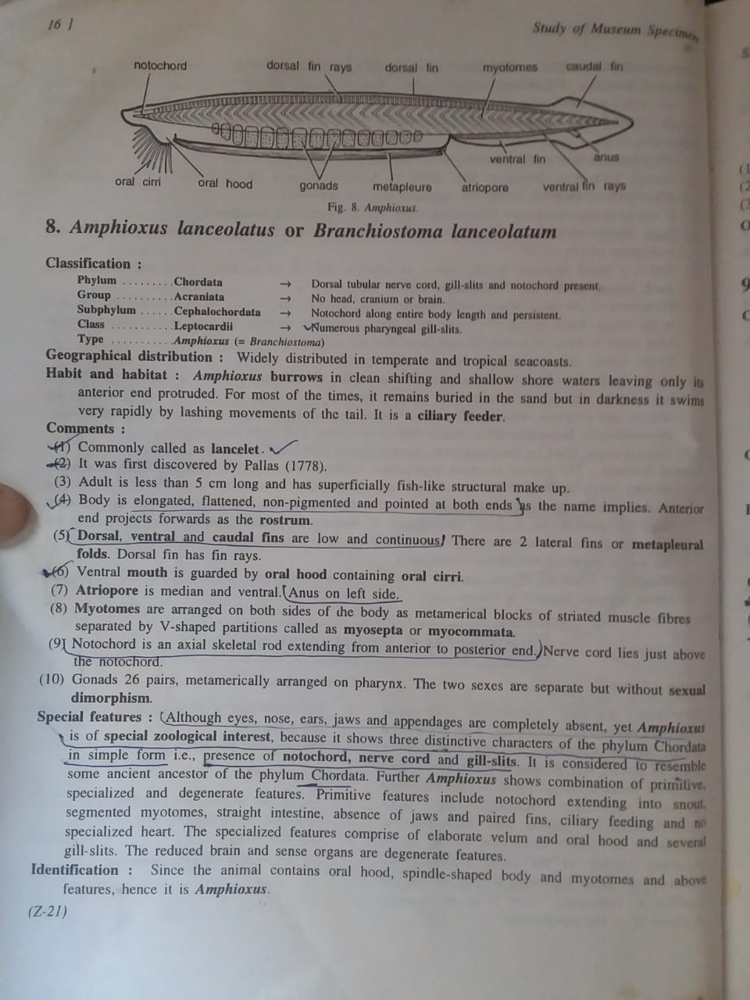 16 ]
Study of Museum
notochord
dorsal fin rays
dorsal fin
myotomes
caudal fin
oral cirri
oral hood
gonads
metapleure
atriopore
ventral fin
anus
ventral fin rays
Fig. 8. Amphioxus.
8. Amphioxus lanceolatus or Branchiostoma lanceolatum
Classification :
Phylum ......... Chordata → Dorsal tubular nerve cord, gill-slits and notochord present.
Group .......... Acraniata → No head, cranium or brain.
Subphylum ...... Cephalochordata → Notochord along entire body length and persistent.
Class .......... Leptocardii → Numerous pharyngeal gill-slits.
Type ........... Amphioxus (= Branchiostoma)
Geographical distribution : Widely distributed in temperate and tropical seacoasts.
Habit and habitat : Amphioxus burrows in clean shifting and shallow shore waters leaving only its
anterior end protruded. For most of the times, it remains buried in the sand but in darkness it swims
very rapidly by lashing movements of the tail. It is a ciliary feeder.
Comments :
(1) Commonly called as lancelet.
(2) It was first discovered by Pallas (1778).
(3) Adult is less than 5 cm long and has superficially fish-like structural make up.
(4) Body is elongated, flattened, non-pigmented and pointed at both ends as the name implies. Anterior
end projects forwards as the rostrum.
(5) Dorsal, ventral and caudal fins are low and continuous. There are 2 lateral fins or metapleural
folds. Dorsal fin has fin rays.
(6) Ventral mouth is guarded by oral hood containing oral cirri.
(7) Atriopore is median and ventral. Anus on left side.
(8) Myotomes are arranged on both sides of the body as metamerical blocks of striated muscle fibres
separated by V-shaped partitions called as myosepta or myocommata.
(9) Notochord is an axial skeletal rod extending from anterior to posterior end. Nerve cord lies just above
the notochord.
(10) Gonads 26 pairs, metamerically arranged on pharynx. The two sexes are separate but without sexual
dimorphism.
Special features : Although eyes, nose, ears, jaws and appendages are completely absent, yet Amphioxus
is of special zoological interest, because it shows three distinctive characters of the phylum Chordata
in simple form i.e., presence of notochord, nerve cord and gill-slits. It is considered to resemble
some ancient ancestor of the phylum Chordata. Further Amphioxus shows combination of primitive,
specialized and degenerate features. Primitive features include notochord extending into snout,
segmented myotomes, straight intestine, absence of jaws and paired fins, ciliary feeding and no
specialized heart. The specialized features comprise of elaborate velum and oral hood and several
gill-slits. The reduced brain and sense organs are degenerate features.
Identification : Since the animal contains oral hood, spindle-shaped body and myotomes and above
features, hence it is Amphioxus.
(Z-21)